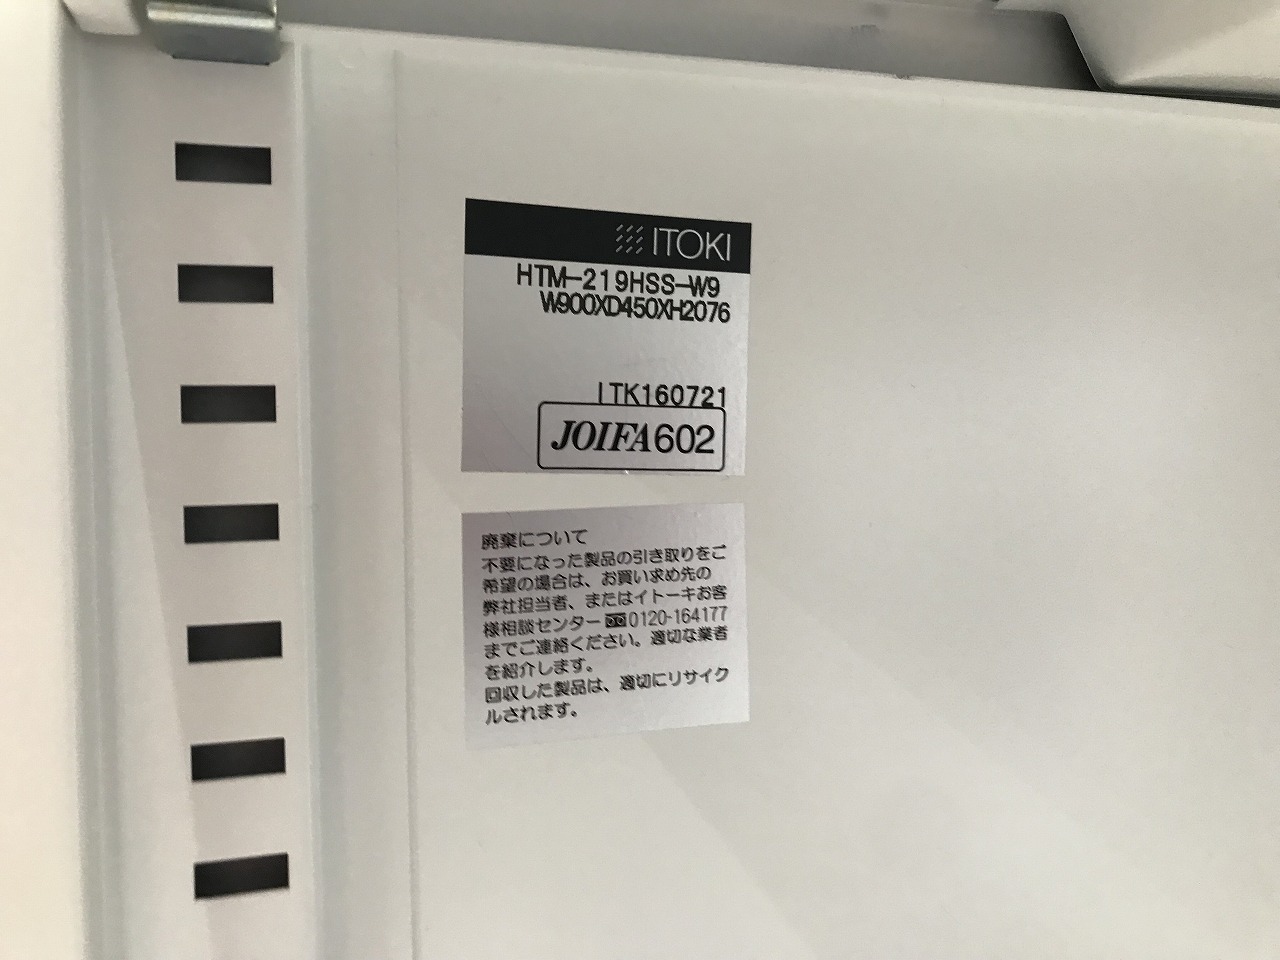 ITOKI
HTM-219HSS-W9
W900XD450XH2076
ITK160721
JOIFA602
廃棄について
不要になった製品の引き取りをご
希望の場合は、お買い求め先の
弊社担当者、またはイトーキお客
様相談センター 0120-164177
までご連絡ください。適切な業者
を紹介します。
回収した製品は、適切にリサイク
ルされます。